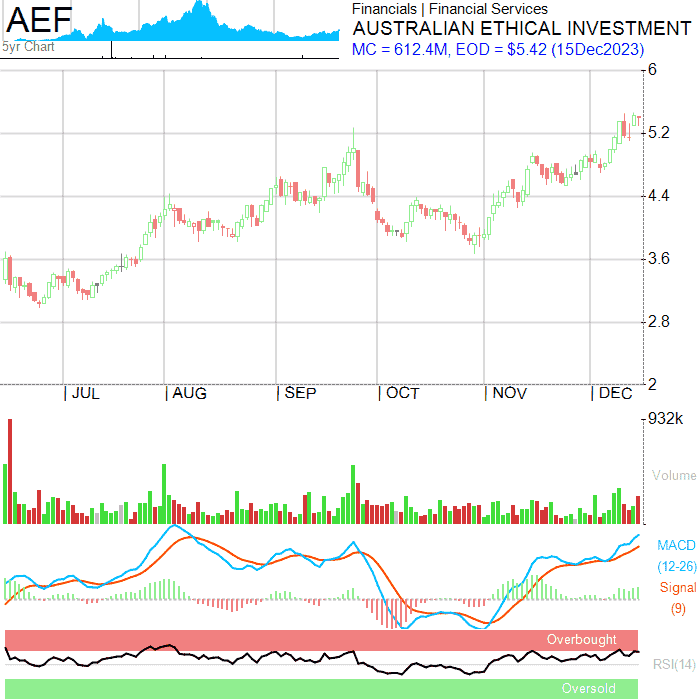 AEF
5yr Chart
Financials | Financial Services
AUSTRALIAN ETHICAL INVESTMENT
MC = 612.4M, EOD = $5.42 (15Dec2023)
6
5.2
4.4
3.6
2.8
2
JUL AUG SEP OCT NOV DEC
932k
Volume
MACD
(12-26)
Signal
(9)
Overbought
RSI(14)
Oversold